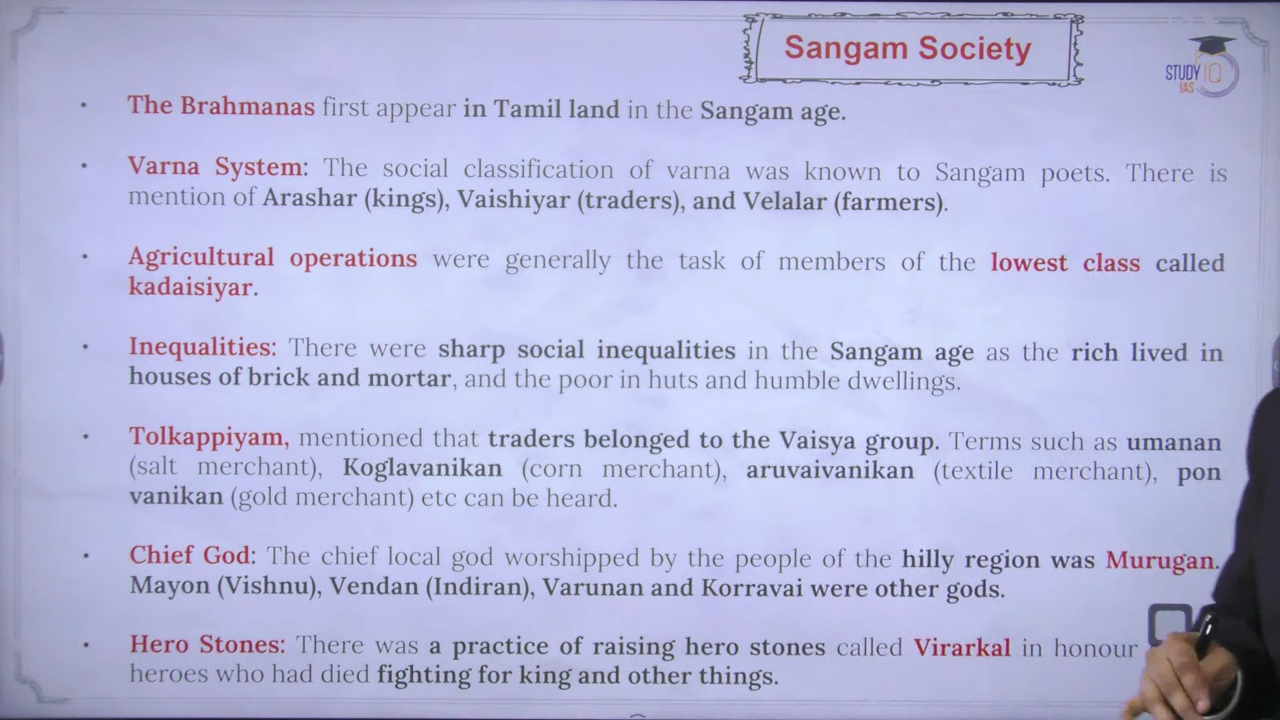 Sangam Society
STUDY IQ
IAS
• The Brahmanas first appear in Tamil land in the Sangam age.
• Varna System: The social classification of varna was known to Sangam poets. There is
mention of Arashar (kings), Vaishiyar (traders), and Velalar (farmers).
• Agricultural operations were generally the task of members of the lowest class called
kadaisiyar.
• Inequalities: There were sharp social inequalities in the Sangam age as the rich lived in
houses of brick and mortar, and the poor in huts and humble dwellings.
• Tolkappiyam, mentioned that traders belonged to the Vaisya group. Terms such as umanan
(salt merchant), Koglavanikan (corn merchant), aruvaivanikan (textile merchant), pon
vanikan (gold merchant) etc can be heard.
• Chief God: The chief local god worshipped by the people of the hilly region was Murugan.
Mayon (Vishnu), Vendan (Indiran), Varunan and Korravai were other gods.
• Hero Stones: There was a practice of raising hero stones called Virarkal in honour
heroes who had died fighting for king and other things.